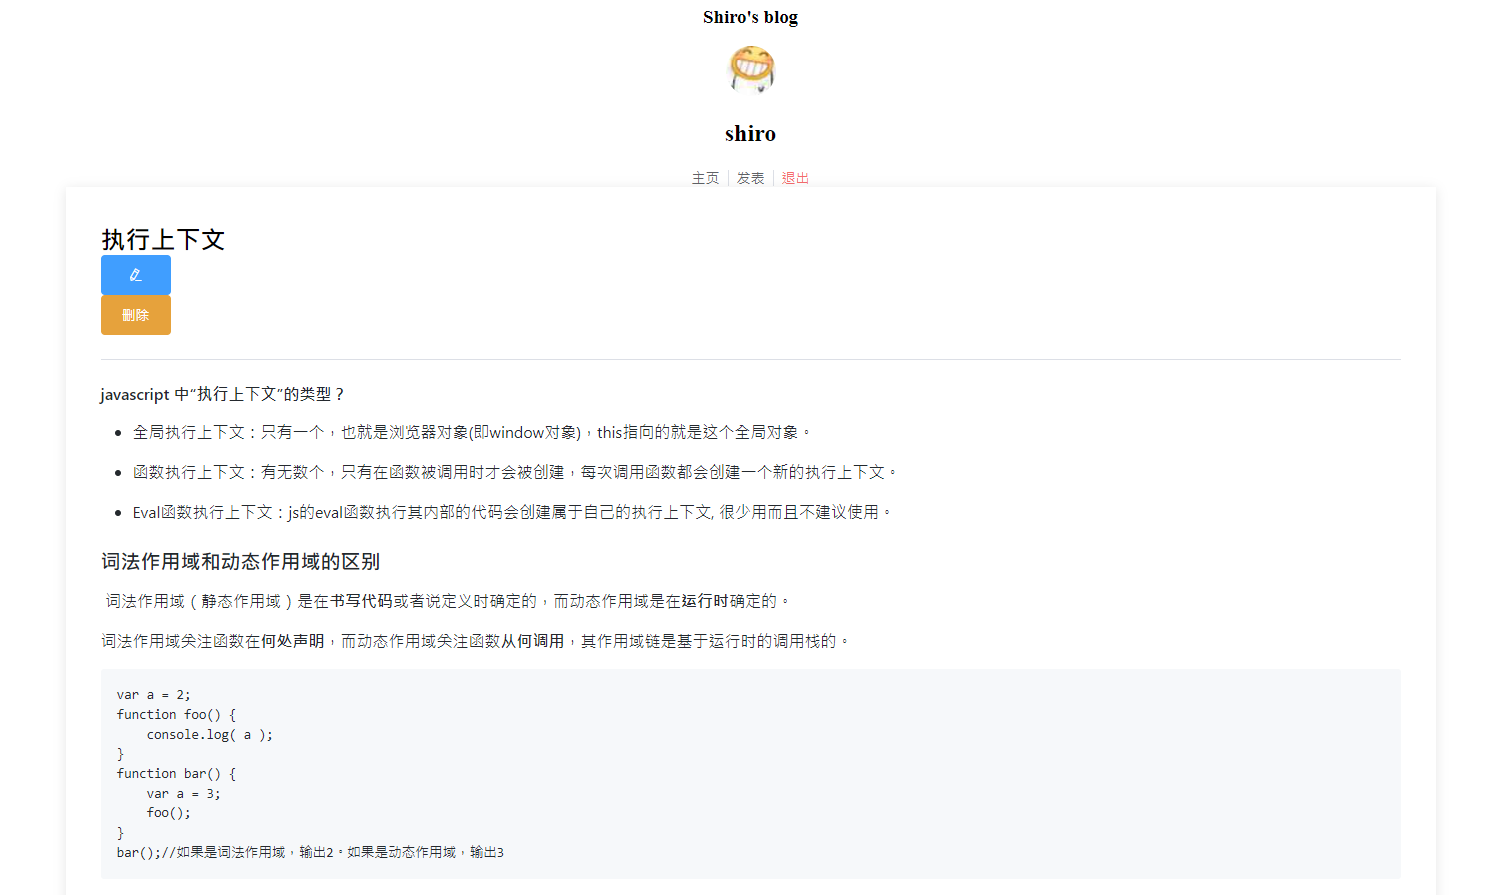 Shiro's blog
shiro
主页 发表 退出
执行上下文
删除
javascript 中“执行上下文”的类型？
全局执行上下文：只有一个，也就是浏览器对象(即window对象)，this指向的就是这个全局对象。
函数执行上下文：有无数个，只有在函数被调用时才会被创建，每次调用函数都会创建一个新的执行上下文。
Eval函数执行上下文：js的eval函数执行其内部的代码会创建属于自己的执行上下文, 很少用而且不建议使用。
词法作用域和动态作用域的区别
词法作用域（静态作用域）是在书写代码或者说定义时确定的，而动态作用域是在运行时确定的。
词法作用域关注函数在何处声明，而动态作用域关注函数从何调用，其作用域链是基于运行时的调用栈的。
var a = 2;
function foo() {
    console.log( a );
}
function bar() {
    var a = 3;
    foo();
}
bar();//如果是词法作用域，输出2。如果是动态作用域，输出3